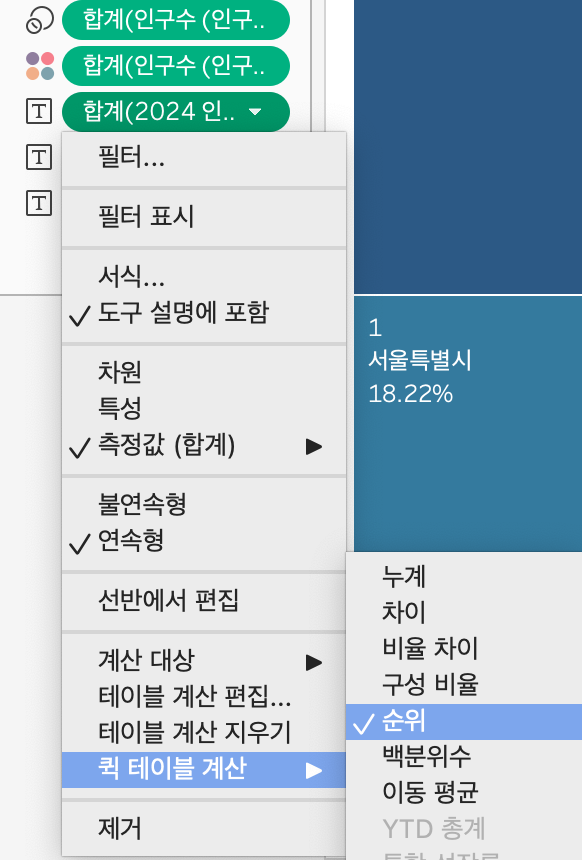 합계(인구수 (인구..
합계(인구수 (인구..
T 합계(2024 인..
T
T
필터...
필터 표시
서식...
도구 설명에 포함
차원
특성
측정값 (합계)
불연속형
연속형
선반에서 편집
계산 대상
테이블 계산 편집...
테이블 계산 지우기
퀵 테이블 계산
제거
1
서울특별시
18.22%
누계
차이
비율 차이
구성 비율
순위
백분위수
이동 평균
YTD 총계